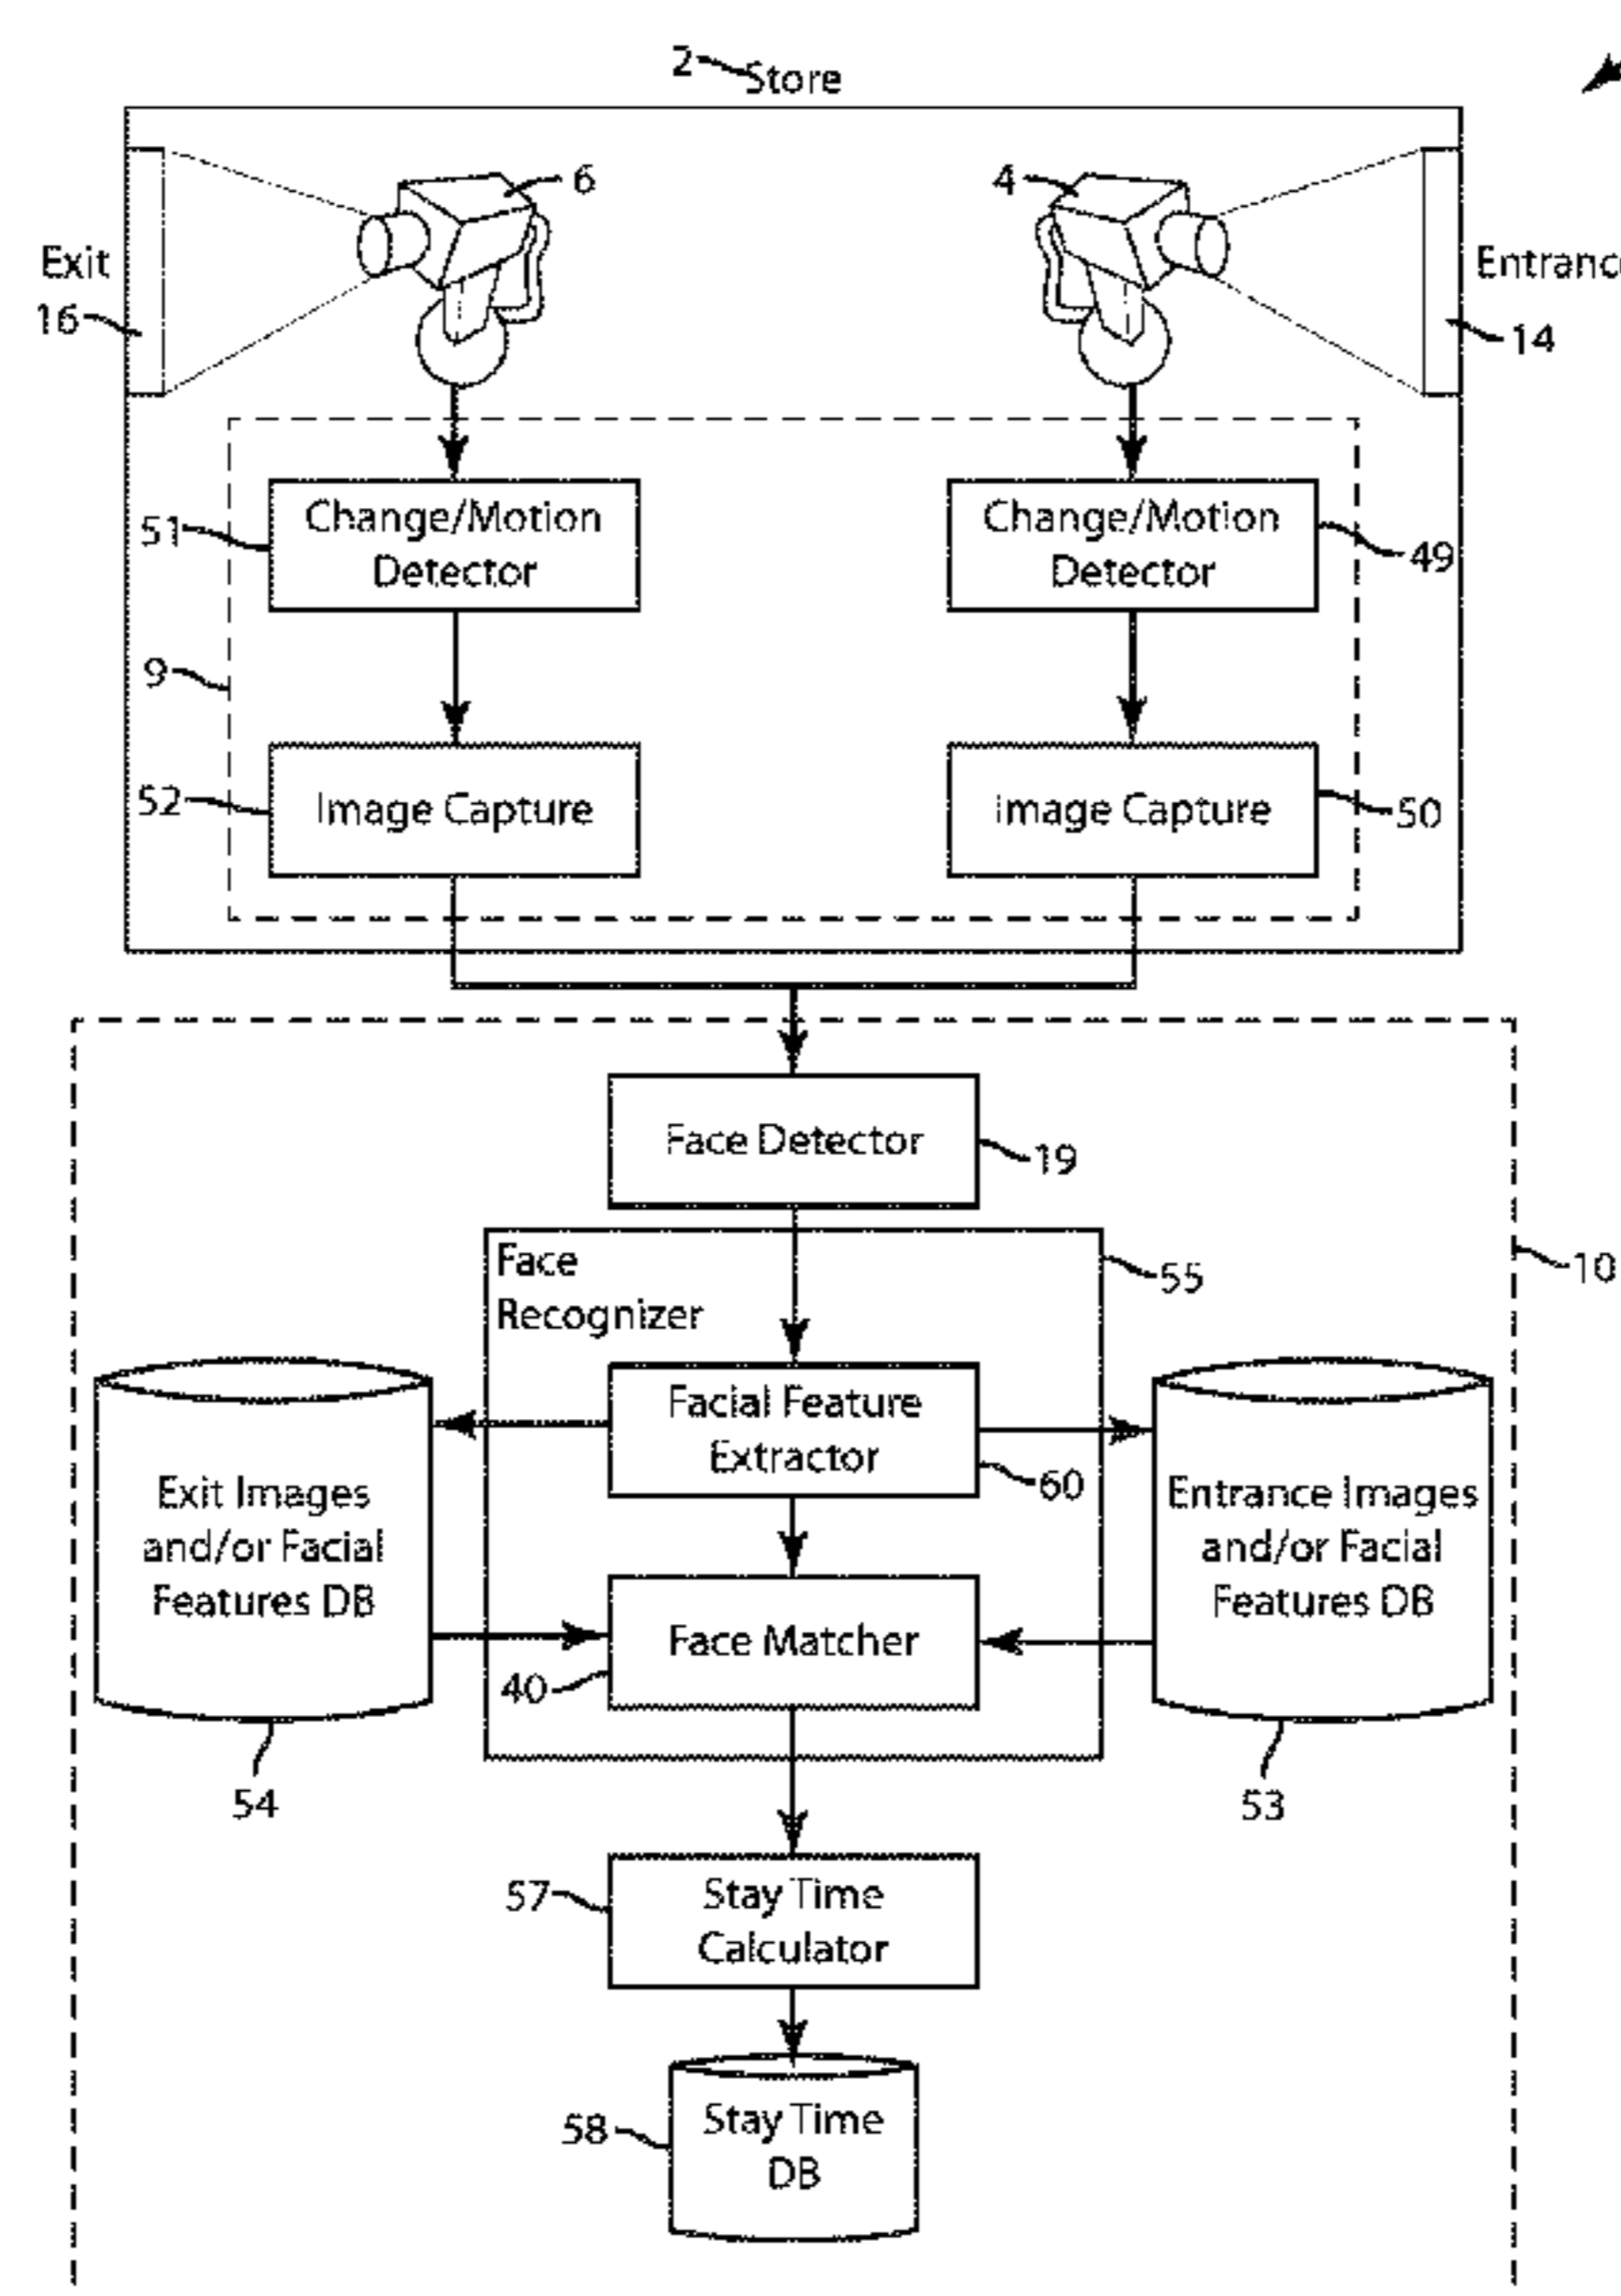 2 Store
6
4
Exit
16
Entrance
14
Change/Motion
Detector
51
Change/Motion
Detector
49
9
52
Image Capture
Image Capture
50
Face Detector
19
Face
Recognizer
55
10
Facial Feature
Extractor
60
Exit Images
and/or Facial
Features DB
Entrance Images
and/or Facial
Features DB
Face Matcher
40
54
53
57
Stay Time
Calculator
58
Stay Time
DB